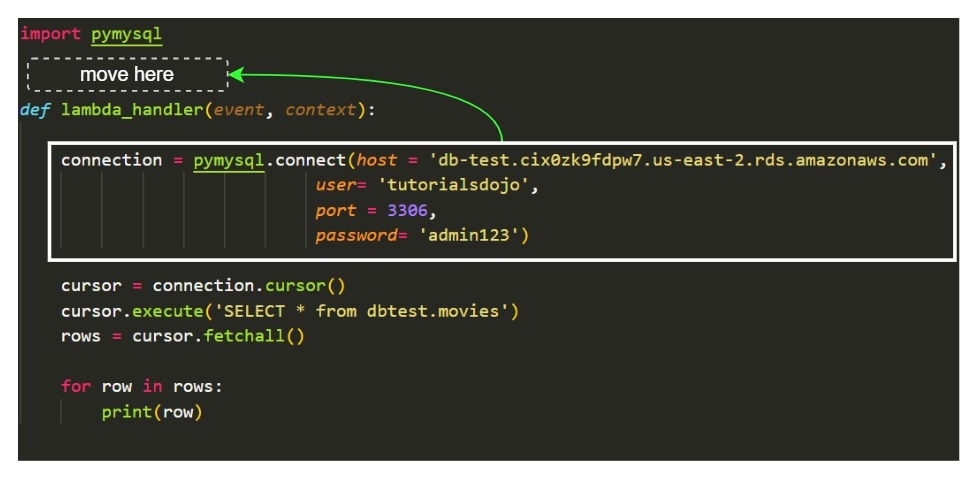 import pymysql
move here
def lambda_handler(event, context):
connection = pymysql.connect(host = 'db-test.cix0zk9fdpw7.us-east-2.rds.amazonaws.com',
user= 'tutorialsdojo',
port = 3306,
password= 'admin123')
cursor = connection.cursor()
cursor.execute('SELECT * from dbtest.movies')
rows = cursor.fetchall()
for row in rows:
print(row)